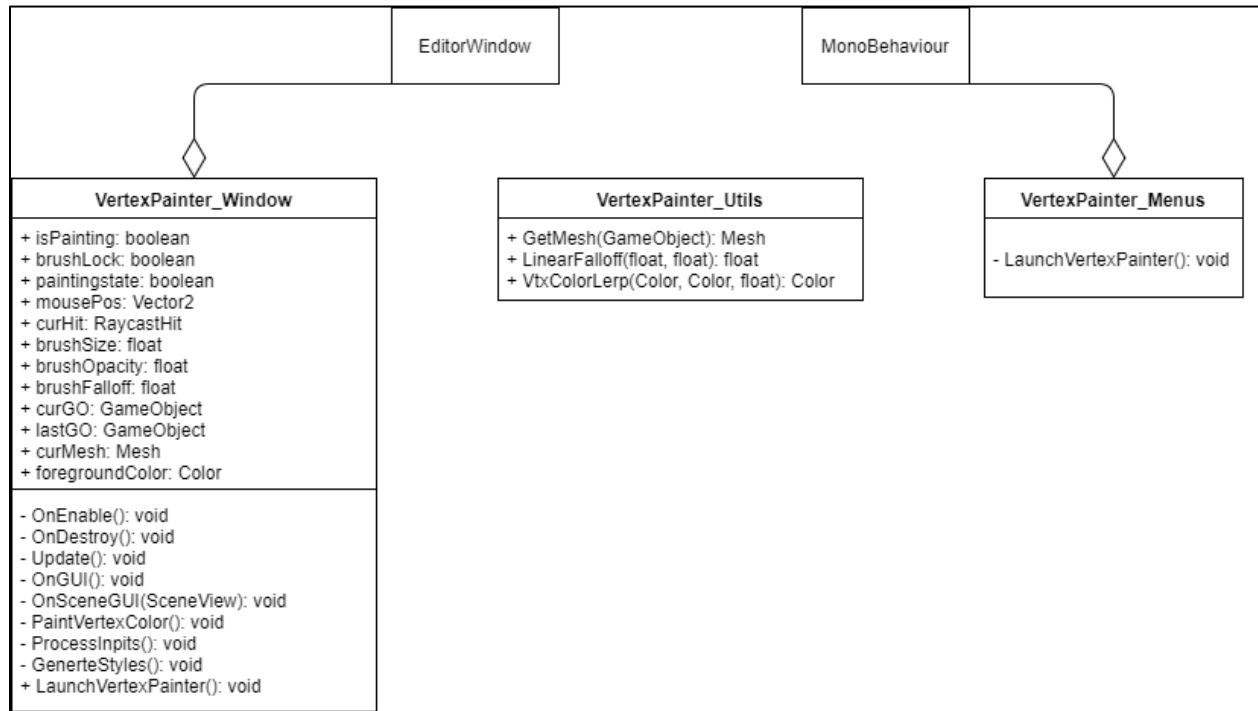 EditorWindow
MonoBehaviour
VertexPainter_Window
+ isPainting: boolean
+ brushLock: boolean
+ paintingstate: boolean
+ mousePos: Vector2
+ curHit: RaycastHit
+ brushSize: float
+ brushOpacity: float
+ brushFalloff: float
+ curGO: GameObject
+ lastGO: GameObject
+ curMesh: Mesh
+ foregroundColor: Color
- OnEnable(): void
- OnDestroy(): void
- Update(): void
- OnGUI(): void
- OnSceneGUI(SceneView): void
- PaintVertexColor(): void
- ProcessInpits(): void
- GenerteStyles(): void
+ LaunchVertexPainter(): void
VertexPainter_Utils
+ GetMesh(GameObject): Mesh
+ LinearFalloff(float, float): float
+ VtxColorLerp(Color, Color, float): Color
VertexPainter_Menus
- LaunchVertexPainter(): void